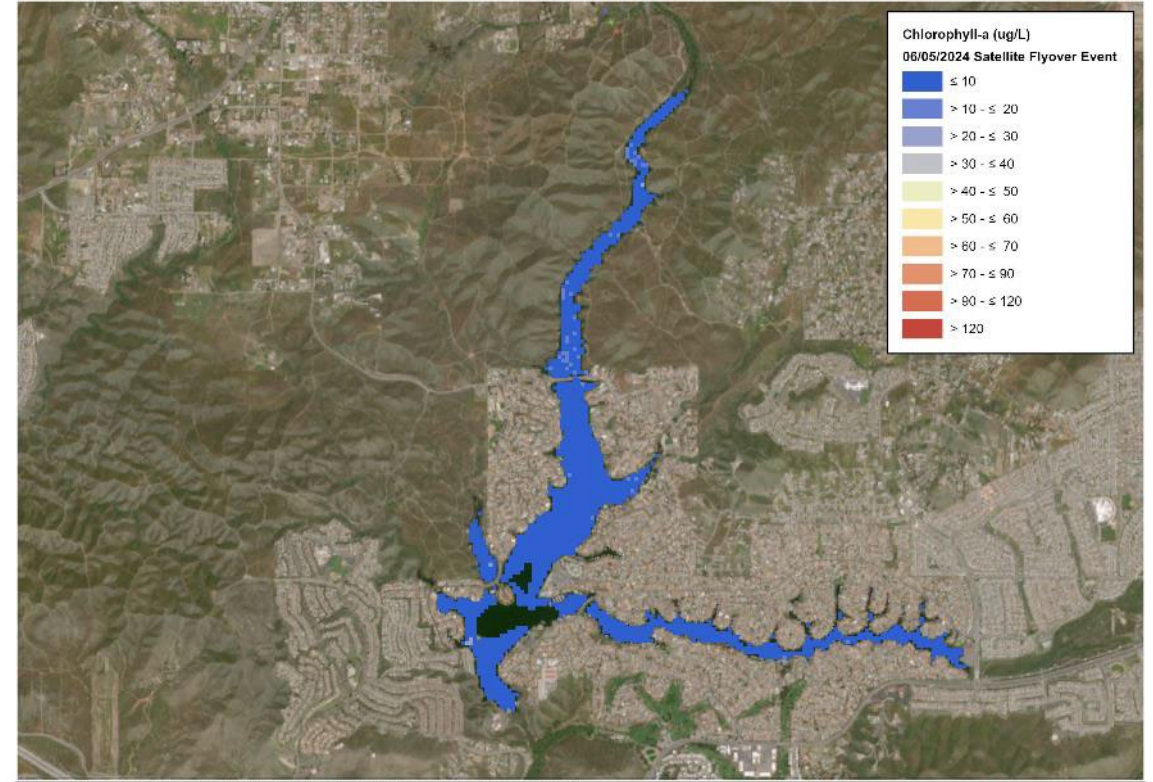 Chlorophyll-a (ug/L)
06/05/2024 Satellite Flyover Event
≤ 10
> 10 - ≤ 20
> 20 - ≤ 30
> 30 - ≤ 40
> 40 - ≤ 50
> 50 - ≤ 60
> 60 - ≤ 70
> 70 - ≤ 90
> 90 - ≤ 120
> 120